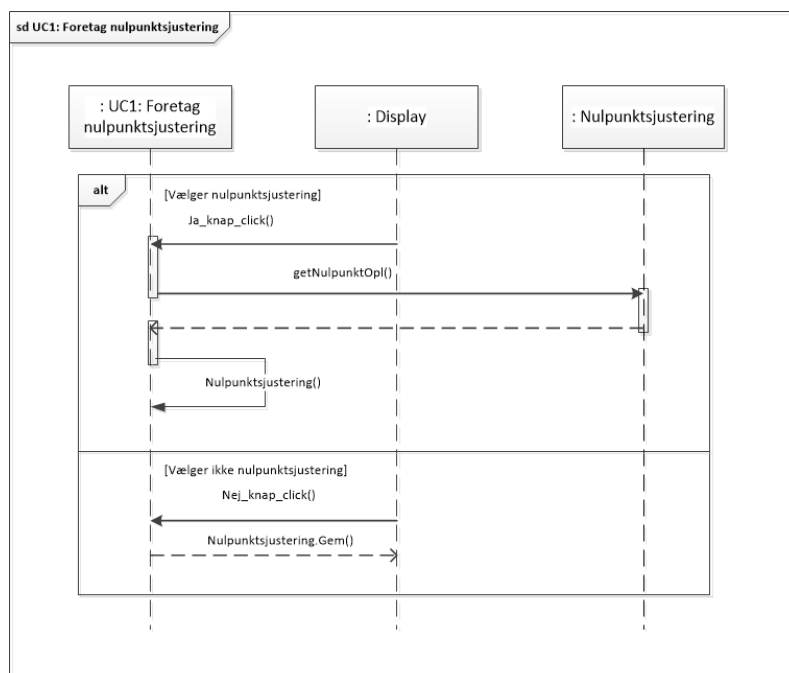 sd UC1: Foretag nulpunktsjustering
: UC1: Foretag
nulpunktsjustering
: Display
: Nulpunktsjustering
alt
[Vælger nulpunktsjustering]
Ja_knap_click()
getNulpunktOpl()
Nulpunktsjustering()
[Vælger ikke nulpunktsjustering]
Nej_knap_click()
Nulpunktsjustering.Gem()